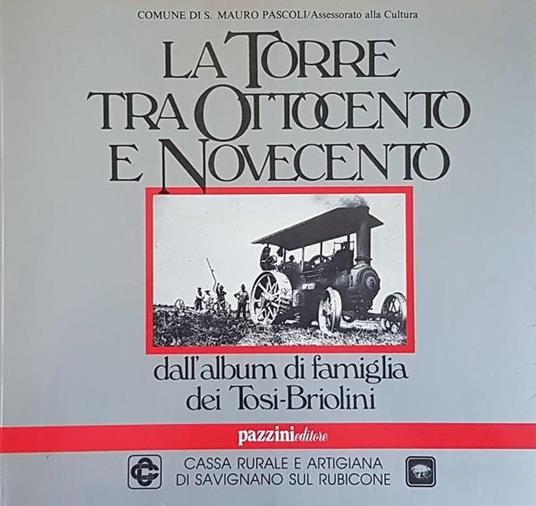 COMUNE DI S. MAURO PASCOLI/Assessorato alla Cultura
LA TORRE
TRA OTTOCENTO
E NOVECENTO
dall'album di famiglia
dei Tosi-Briolini
pazzinieditore
CASSA RURALE E ARTIGIANA
DI SAVIGNANO SUL RUBICONE